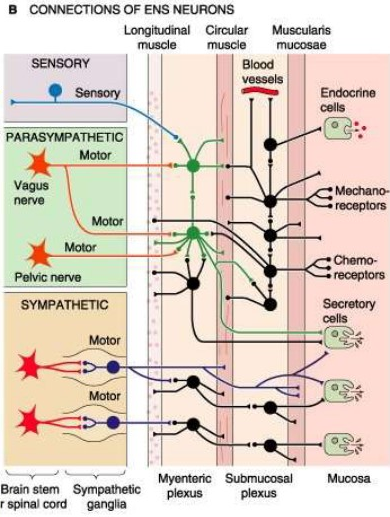 B CONNECTIONS OF ENS NEURONS
Longitudinal
muscle
Circular
muscle
Muscularis
mucosae
SENSORY
Sensory
Blood
vessels
Endocrine
cells
PARASYMPATHETIC
Motor
Vagus
nerve
Motor
Motor
Pelvic nerve
Mechano-
receptors
Chemo-
receptors
SYMPATHETIC
Secretory
cells
Motor
Motor
Brain stem
r spinal cord
Sympathetic
ganglia
Myenteric
plexus
Submucosal
plexus
Mucosa